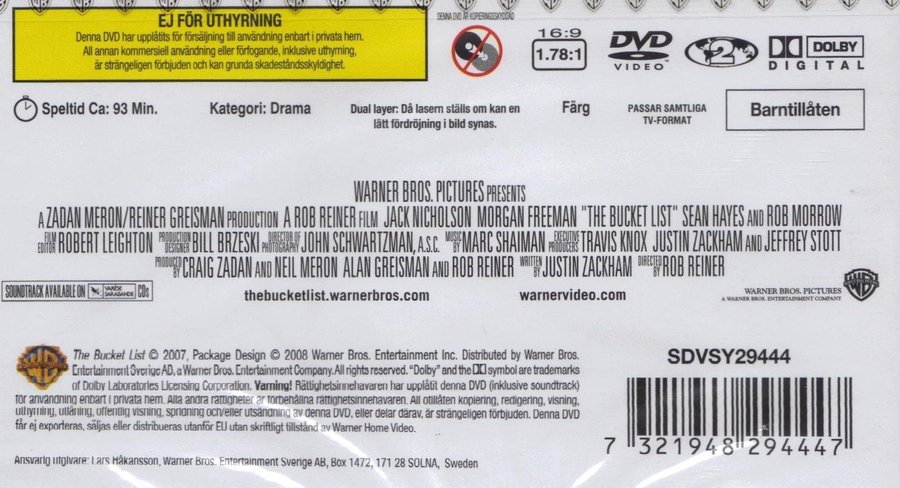 EJ FÖR UTHYRNING
Denna DVD har upplåtits för försäljning till användning enbart i privata hem.
All annan kommersiell användning eller förfogande, inklusive uthyrning,
är strängeligen förbjuden och kan grunda skadeståndsskyldighet.
DENNA DVD ÄR KOPIERINGSSKYDDAD
16:9
1.78:1
DVD
VIDEO
2
DOLBY
DIGITAL
Speltid Ca: 93 Min.
Kategori: Drama
Dual layer: Då lasern ställs om kan en
lätt fördröjning i bild synas.
Färg
PASSAR SAMTLIGA
TV-FORMAT
Barntillåten
WARNER BROS. PICTURES PRESENTS
A ZADAN MERON/REINER GREISMAN PRODUCTION A ROB REINER FILM JACK NICHOLSON MORGAN FREEMAN "THE BUCKET LIST" SEAN HAYES AND ROB MORROW
FILM EDITOR ROBERT LEIGHTON PRODUCTION DESIGNER BILL BRZESKI DIRECTOR OF PHOTOGRAPHY JOHN SCHWARTZMAN, A.S.C. MUSIC BY MARC SHAIMAN EXECUTIVE PRODUCERS TRAVIS KNOX JUSTIN ZACKHAM AND JEFFREY STOTT
PRODUCED BY CRAIG ZADAN AND NEIL MERON ALAN GREISMAN AND ROB REINER WRITTEN BY JUSTIN ZACKHAM DIRECTED BY ROB REINER
SOUNDTRACK AVAILABLE ON VARÈSE SARABANDE CDs
thebucketlist.warnerbros.com
warnervideo.com
WARNER BROS. PICTURES
A WARNER BROS. ENTERTAINMENT COMPANY
The Bucket List © 2007, Package Design © 2008 Warner Bros. Entertainment Inc. Distributed by Warner Bros.
Entertainment Sverige AB, a Warner Bros. Entertainment Company. All rights reserved. "Dolby" and the symbol are trademarks
of Dolby Laboratories Licensing Corporation. Varning! Rättighetsinnehavaren har upplåtit denna DVD (inklusive soundtrack)
för användning enbart i privata hem. Alla andra rättigheter är förbehållna rättighetsinnehavaren. All otillåten kopiering, redigering, visning,
uthyrning, utlåning, offentlig visning, spridning och/eller utsändning av denna DVD, eller delar därav, är strängeligen förbjuden. Denna DVD
får ej exporteras, säljas eller distribueras utanför EU utan skriftligt tillstånd av Warner Home Video.
SDVSY29444
7 321948 294447
Ansvarig utgivare: Lars Håkansson, Warner Bros. Entertainment Sverige AB, Box 1472, 171 28 SOLNA, Sweden